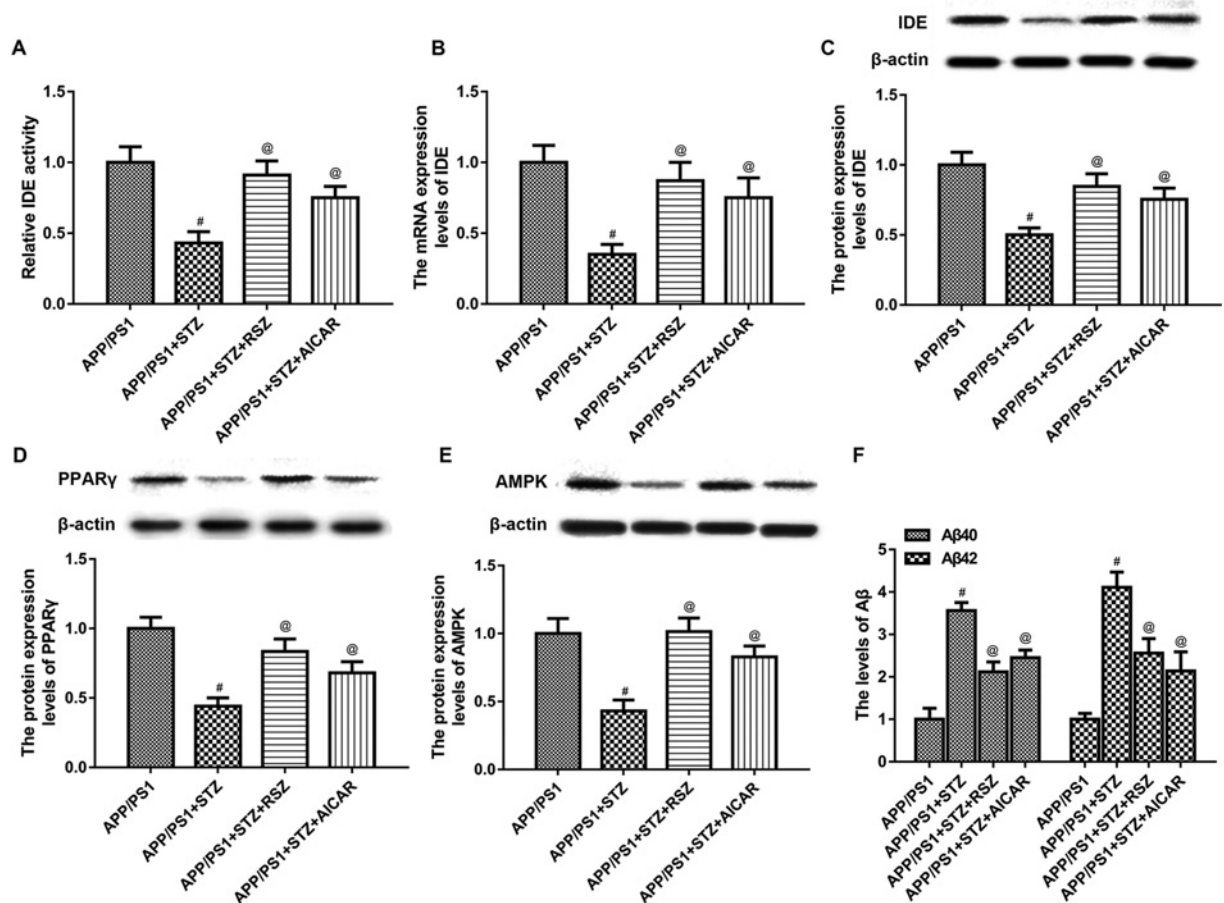 A
Relative IDE activity
1.5
1.0
0.5
0.0
APP/PS1
APP/PS1+STZ
APP/PS1+STZ+RSZ
APP/PS1+STZ+AICAR
@
@
#
B
The mRNA expression
levels of IDE
1.5
1.0
0.5
0.0
APP/PS1
APP/PS1+STZ
APP/PS1+STZ+RSZ
APP/PS1+STZ+AICAR
@
@
#
C
IDE
β-actin
The protein expression
levels of IDE
1.5
1.0
0.5
0.0
APP/PS1
APP/PS1+STZ
APP/PS1+STZ+RSZ
APP/PS1+STZ+AICAR
@
@
#
D
PPARγ
β-actin
The protein expression
levels of PPARγ
1.5
1.0
0.5
0.0
APP/PS1
APP/PS1+STZ
APP/PS1+STZ+RSZ
APP/PS1+STZ+AICAR
@
@
#
E
AMPK
β-actin
The protein expression
levels of AMPK
1.5
1.0
0.5
0.0
APP/PS1
APP/PS1+STZ
APP/PS1+STZ+RSZ
APP/PS1+STZ+AICAR
@
@
#
F
Aβ40
Aβ42
The levels of Aβ
5
4
2
1
0
APP/PS1
APP/PS1+STZ
APP/PS1+STZ+RSZ
APP/PS1+STZ+AICAR
APP/PS1
APP/PS1+STZ
APP/PS1+STZ+RSZ
APP/PS1+STZ+AICAR
#
@
@
#
@
@